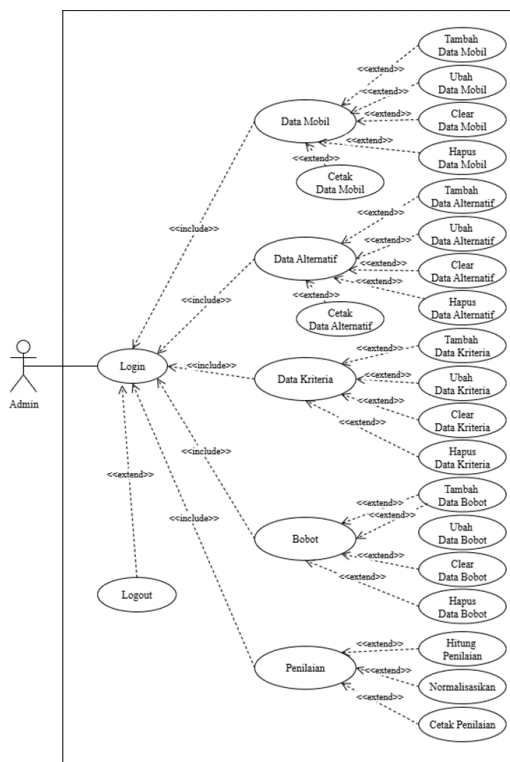 Tambah
Data Mobil
<<extend>>
Ubah
Data Mobil
<<extend>>
Data Mobil
<<extend>>
Clear
Data Mobil
<<extend>>
Hapus
Data Mobil
<<extend>>
Cetak
Data Mobil
Tambah
Data Alternatif
<<extend>>
<<include>>
Ubah
Data Alternatif
<<extend>>
Data Alternatif
<<extend>>
Clear
Data Alternatif
<<extend>>
Hapus
Data Alternatif
<<extend>>
Cetak
Data Alternatif
<<include>>
Tambah
Data Kriteria
<<extend>>
Admin
Login
<<include>>
Data Kriteria
<<extend>>
Ubah
Data Kriteria
<<extend>>
Clear
Data Kriteria
<<extend>>
Hapus
Data Kriteria
<<include>>
<<extend>>
Tambah
Data Bobot
<<extend>>
<<extend>>
<<include>>
Ubah
Data Bobot
Bobot
<<extend>>
Clear
Data Bobot
<<extend>>
Hapus
Data Bobot
Logout
<<extend>>
Hitung
Penilaian
Penilaian
<<extend>>
Normalisasikan
<<extend>>
Cetak Penilaian